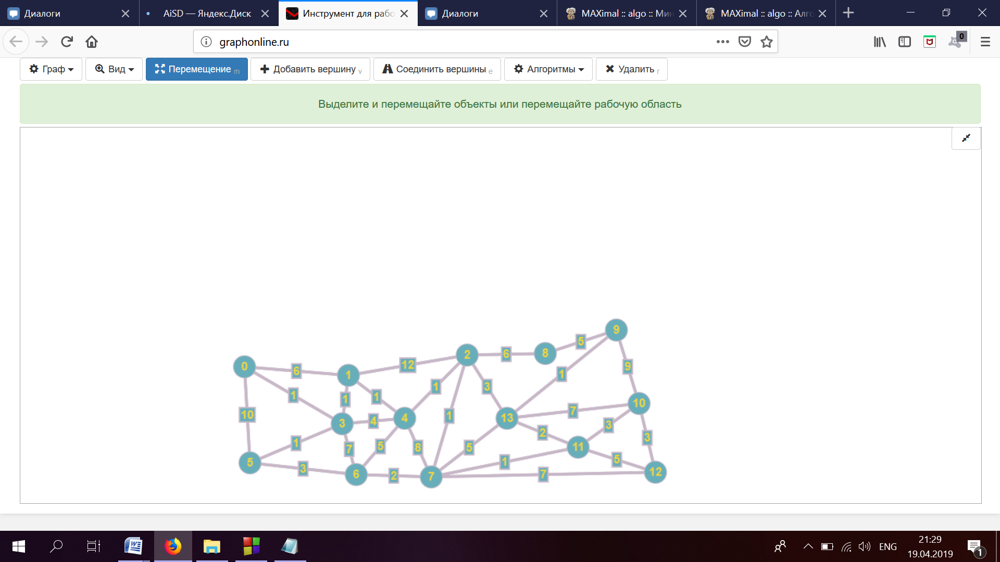 Диалоги
AiSD — Яндекс.Диск
Инструмент для рабо
Диалоги
MAXimal :: algo :: Мин
MAXimal :: algo :: Алго
graphonline.ru
0
Граф
Вид
Перемещение m
Добавить вершину v
Соединить вершины e
Алгоритмы
Удалить r
Выделите и перемещайте объекты или перемещайте рабочую область
9
5
2
6
8
0
6
1
12
9
1
1
1
1
1
3
10
10
4
13
7
3
4
1
3
2
3
1
7
5
8
5
11
5
3
6
2
7
1
7
5
12
ENG
21:29
19.04.2019
1